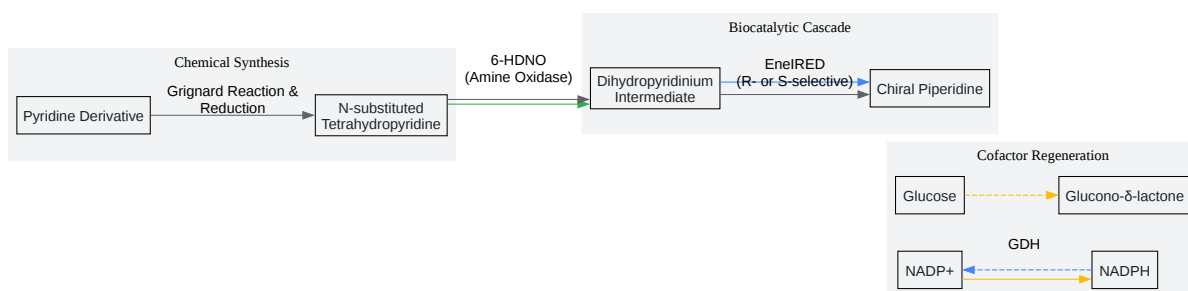 Biocatalytic Cascade
Chemical Synthesis
6-HDNO
(Amine Oxidase)
EneIRED
(R- or S-selective)
Grignard Reaction &
Reduction
Dihydropyridinium
Intermediate
Chiral Piperidine
Pyridine Derivative
N-substituted
Tetrahydropyridine
Cofactor Regeneration
Glucose
Glucono-δ-lactone
GDH
NADP+
NADPH